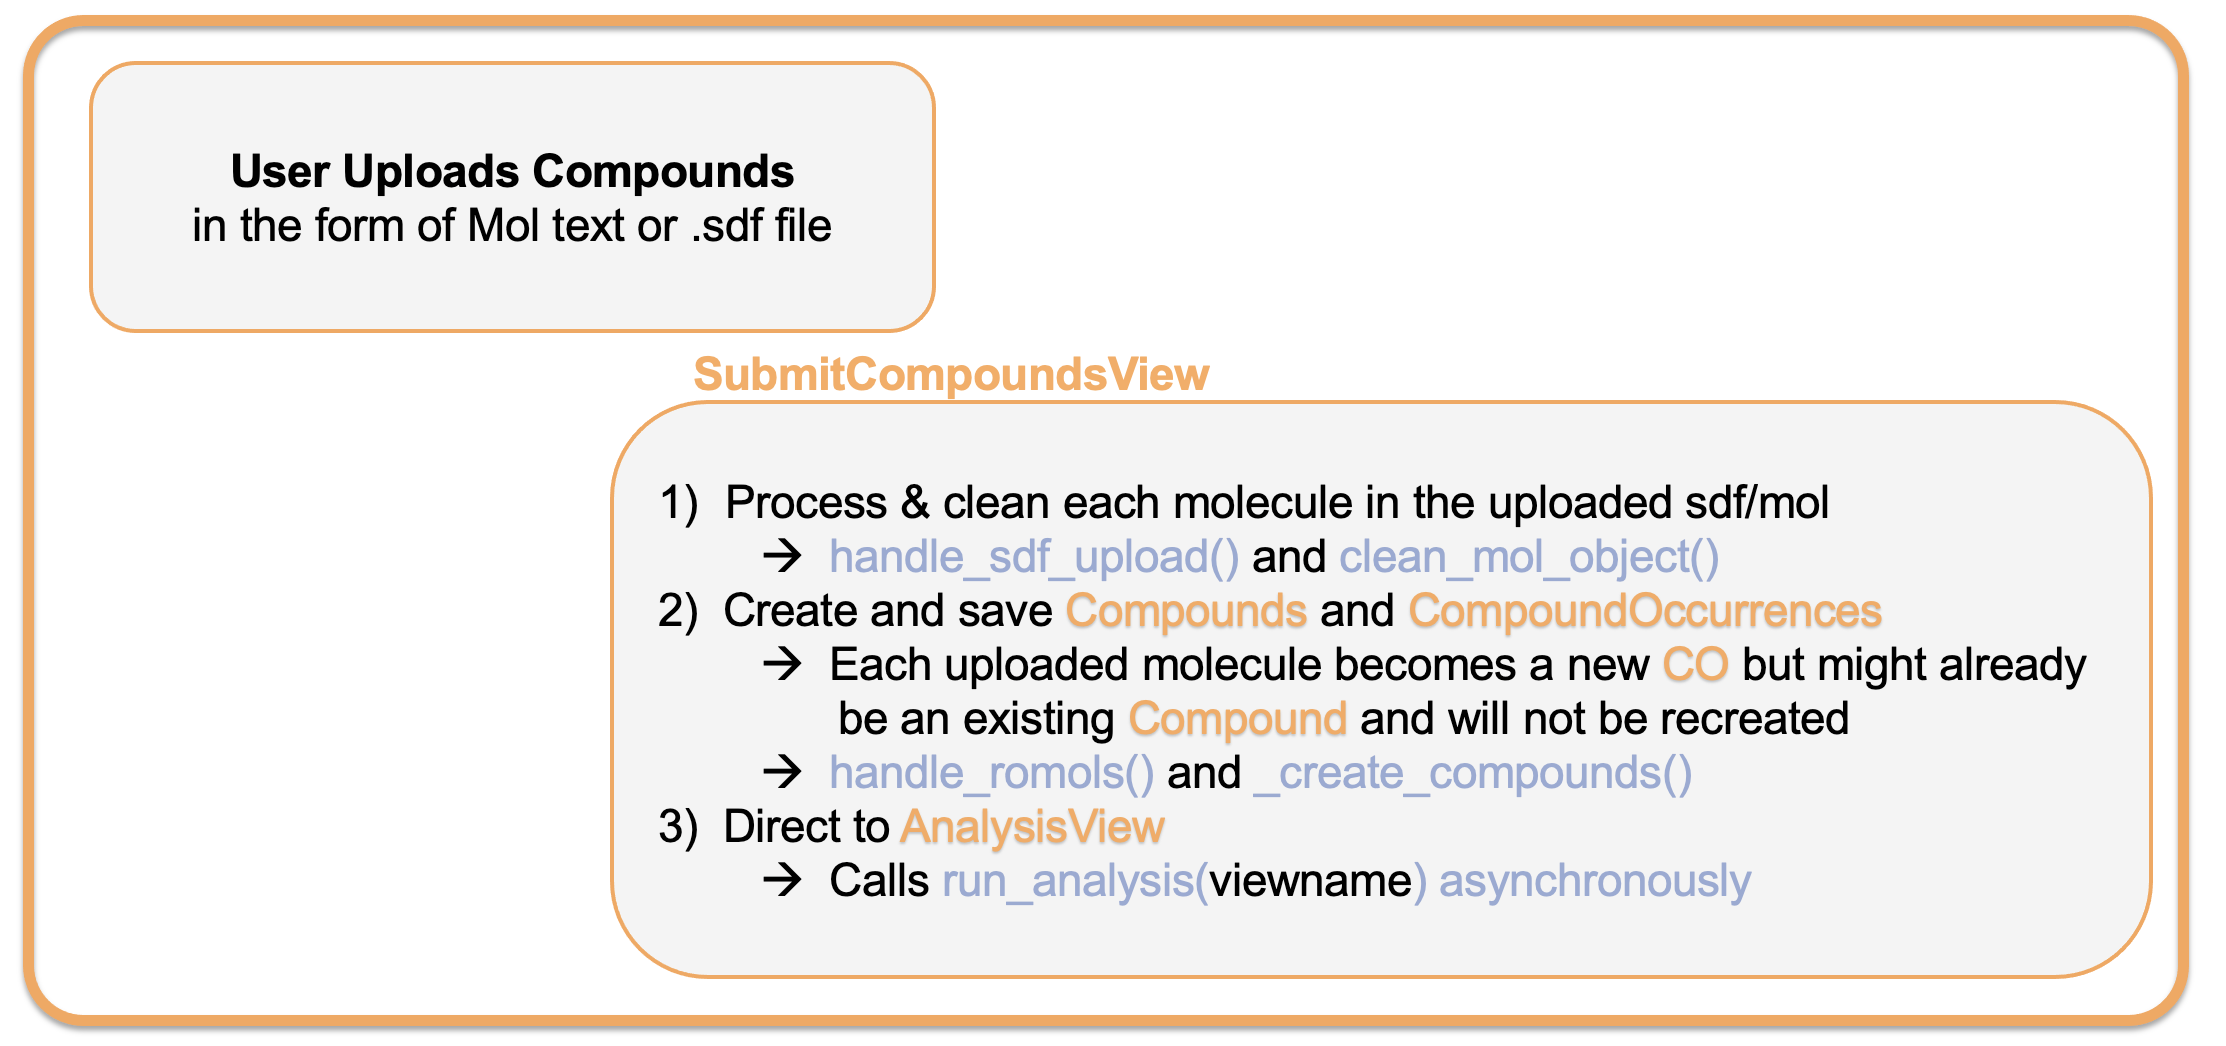 User Uploads Compounds
in the form of Mol text or .sdf file
SubmitCompoundsView
1) Process & clean each molecule in the uploaded sdf/mol
→ handle_sdf_upload() and clean_mol_object()
2) Create and save Compounds and CompoundOccurrences
→ Each uploaded molecule becomes a new CO but might already
be an existing Compound and will not be recreated
→ handle_romols() and _create_compounds()
3) Direct to AnalysisView
→ Calls run_analysis(viewname) asynchronously